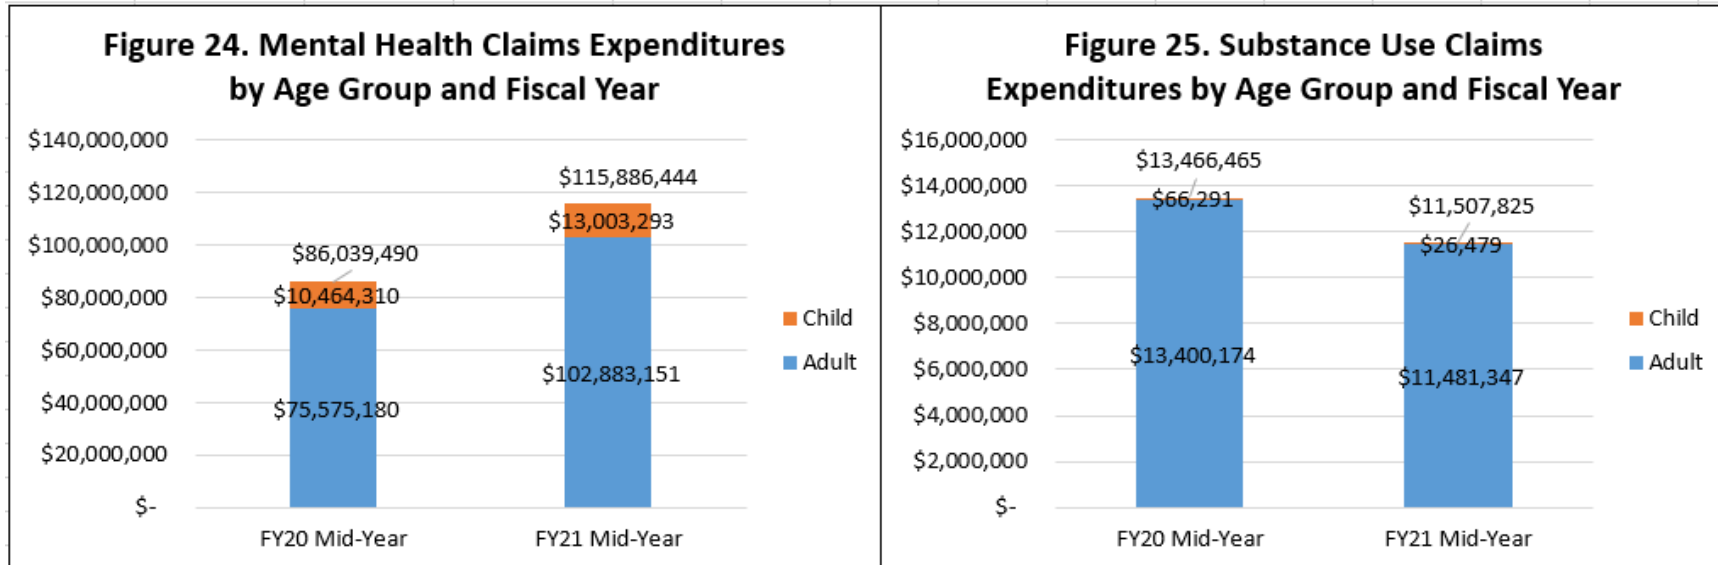 Figure 24. Mental Health Claims Expenditures
by Age Group and Fiscal Year
$140,000,000
$120,000,000
$100,000,000
$80,000,000
$60,000,000
$40,000,000
$20,000,000
$-
$86,039,490
$10,464,310
$75,575,180
$115,886,444
$13,003,293
$102,883,151
FY20 Mid-Year
FY21 Mid-Year
Child
Adult
Figure 25. Substance Use Claims
Expenditures by Age Group and Fiscal Year
$16,000,000
$14,000,000
$12,000,000
$10,000,000
$8,000,000
$6,000,000
$4,000,000
$2,000,000
$-
$13,466,465
$66,291
$13,400,174
$11,507,825
$26,479
$11,481,347
FY20 Mid-Year
FY21 Mid-Year
Child
Adult